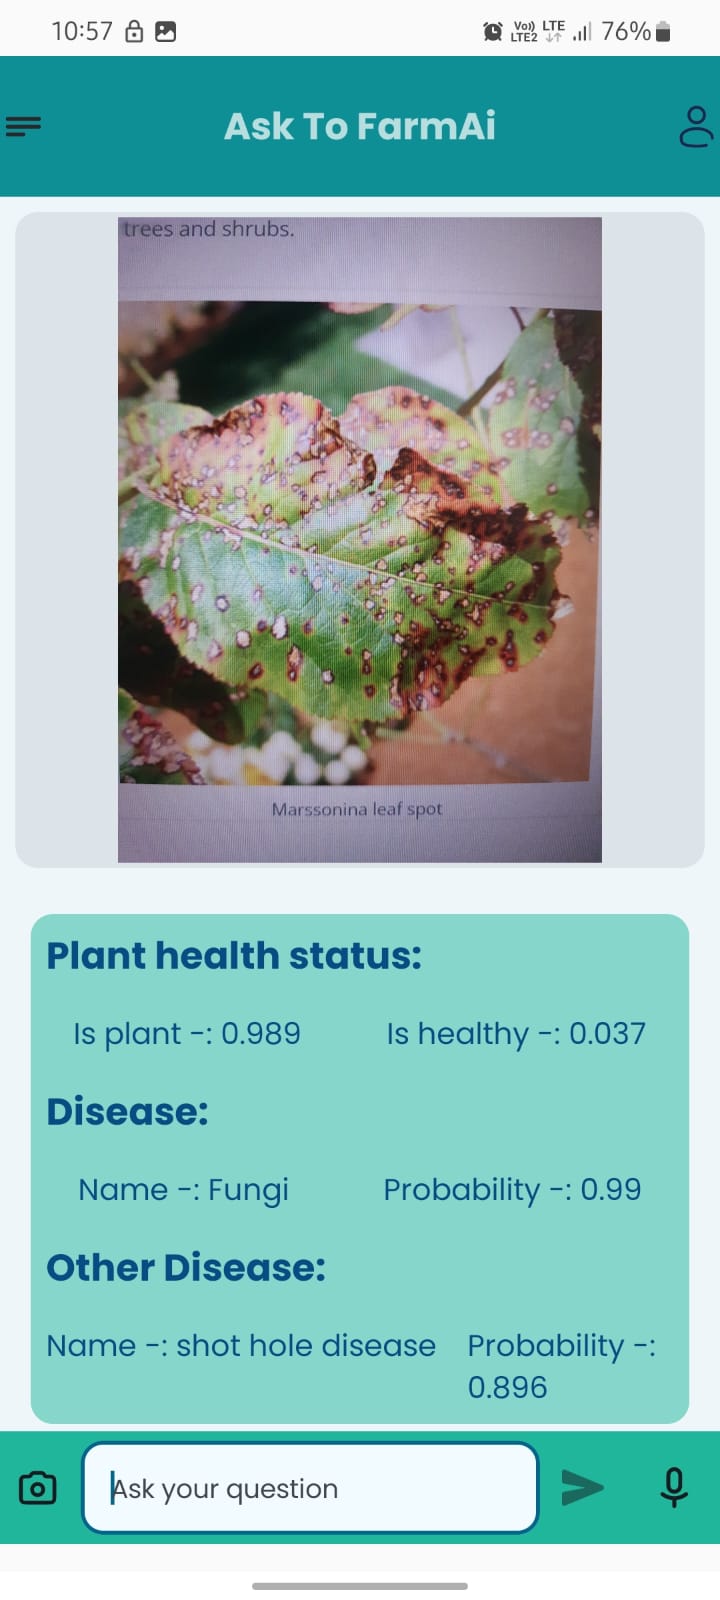 10:57
Vo)) LTE
LTE2
76%
Ask To FarmAi
trees and shrubs.
Marssonina leaf spot
Plant health status:
Is plant -: 0.989 Is healthy -: 0.037
Disease:
Name -: Fungi Probability -: 0.99
Other Disease:
Name -: shot hole disease Probability -:
0.896
Ask your question